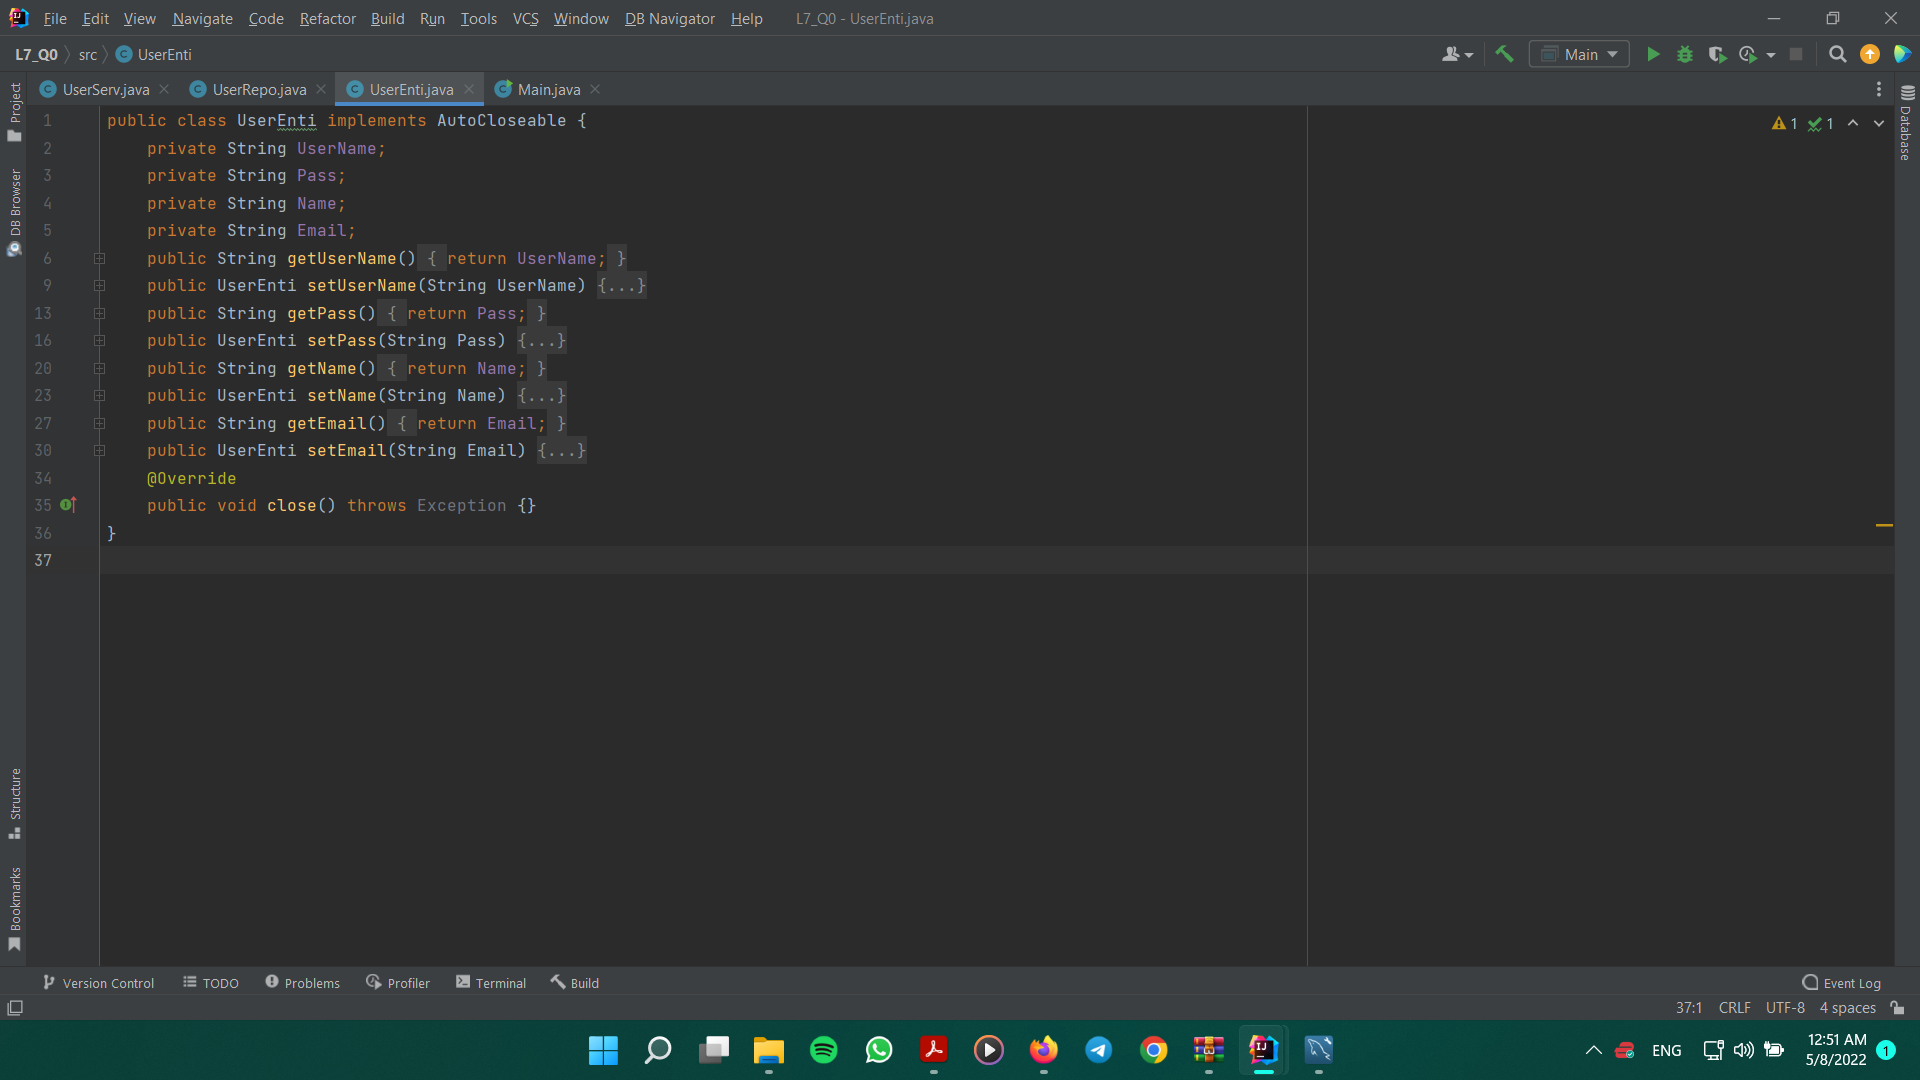 File Edit View Navigate Code Refactor Build Run Tools VCS Window DB Navigator Help L7_Q0 - UserEnti.java
L7_Q0 src UserEnti Main
UserServ.java UserRepo.java UserEnti.java Main.java
Project
DB Browser
Structure
Bookmarks
Database
1 1
1 public class UserEnti implements AutoCloseable {
2 private String UserName;
3 private String Pass;
4 private String Name;
5 private String Email;
6 public String getUserName() { return UserName; }
9 public UserEnti setUserName(String UserName) {...}
13 public String getPass() { return Pass; }
16 public UserEnti setPass(String Pass) {...}
20 public String getName() { return Name; }
23 public UserEnti setName(String Name) {...}
27 public String getEmail() { return Email; }
30 public UserEnti setEmail(String Email) {...}
34 @Override
35 public void close() throws Exception {}
36 }
37
Version Control TODO Problems Profiler Terminal Build Event Log
37:1 CRLF UTF-8 4 spaces
ENG 12:51 AM 1
5/8/2022